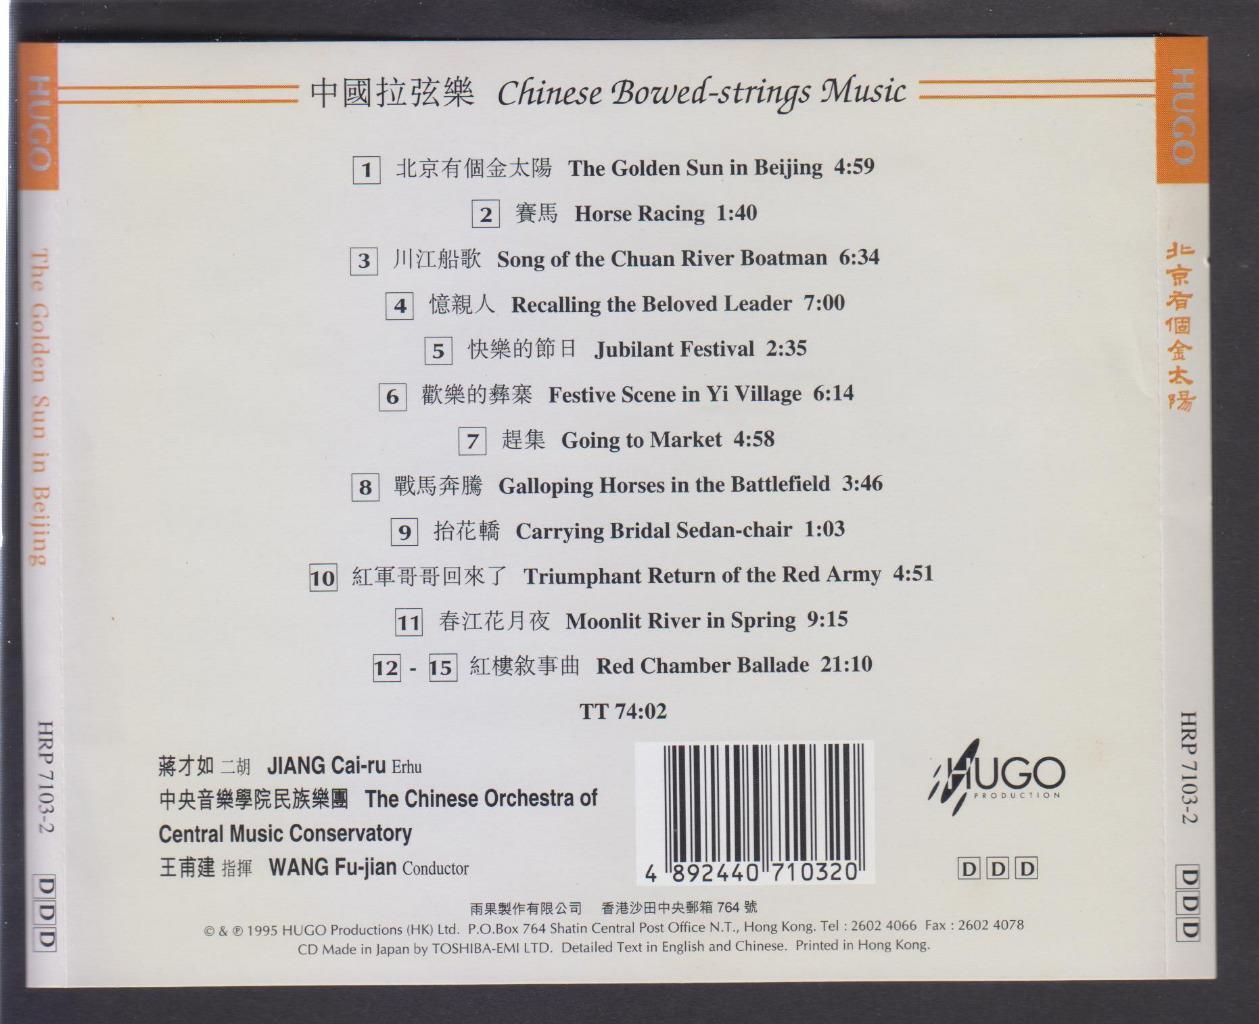 中國拉弦樂 Chinese Bowed-strings Music
1 北京有個金太陽 The Golden Sun in Beijing 4:59
2 賽馬 Horse Racing 1:40
3 川江船歌 Song of the Chuan River Boatman 6:34
4 憶親人 Recalling the Beloved Leader 7:00
5 快樂的節日 Jubilant Festival 2:35
6 歡樂的彝寨 Festive Scene in Yi Village 6:14
7 趕集 Going to Market 4:58
8 戰馬奔騰 Galloping Horses in the Battlefield 3:46
9 抬花轎 Carrying Bridal Sedan-chair 1:03
10 紅軍哥哥回來了 Triumphant Return of the Red Army 4:51
11 春江花月夜 Moonlit River in Spring 9:15
12 - 15 紅樓敘事曲 Red Chamber Ballade 21:10
TT 74:02
蔣才如 二胡 JIANG Cai-ru Erhu
中央音樂學院民族樂團 The Chinese Orchestra of
Central Music Conservatory
王甫建 指揮 WANG Fu-jian Conductor
4 892440 710320
HUGO
PRODUCTION
D D D
雨果製作有限公司 香港沙田中央郵箱 764 號
© & ℗ 1995 HUGO Productions (HK) Ltd. P.O.Box 764 Shatin Central Post Office N.T., Hong Kong. Tel : 2602 4066 Fax : 2602 4078
CD Made in Japan by TOSHIBA-EMI LTD. Detailed Text in English and Chinese. Printed in Hong Kong.
HUGO
The Golden Sun in Beijing
HRP 7103-2
D D D
HUGO
北京有個金太陽
HRP 7103-2
D D D